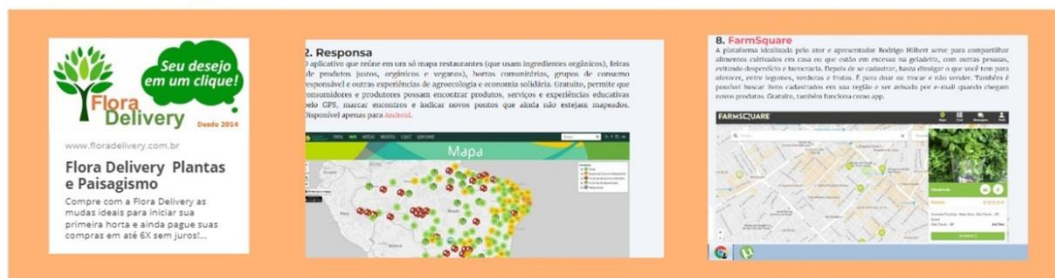 Seu desejo
em um clique!
Flora
Delivery
Desde 2014
www.floradelivery.com.br
Flora Delivery Plantas
e Paisagismo
Compre com a Flora Delivery as
mudas ideais para iniciar sua
primeira horta e ainda pague suas
compras em até 6X sem juros!...
2. Responsa
O aplicativo que reúne em um só mapa restaurantes (que usam ingredientes orgânicos), feiras
de produtos justos, orgânicos e veganos), hortas comunitárias, grupos de consumo
responsável e outras experiências de agroecologia e economia solidária. Gratuito, permite que
consumidores e produtores possam encontrar produtos, serviços e experiências educativas
pelo GPS, marcar encontros e indicar novos pontos que ainda não estejam mapeados.
Disponível apenas para Android.
Mapa
Brasil
8. FarmSquare
A plataforma idealizada pelo ator e apresentador Rodrigo Hilbert serve para compartilhar
alimentos cultivados em casa ou que estão em excesso na geladeira, com outras pessoas,
evitando desperdício e burocracia. Depois de se cadastrar, basta divulgar o que você tem para
oferecer, entre legumes, verduras e frutas. É para doar ou trocar e não vender. Também é
possível buscar itens cadastrados em sua região e ser avisado por e-mail quando chegam
novos produtos. Gratuito, também funciona como app.
FARMSQUARE